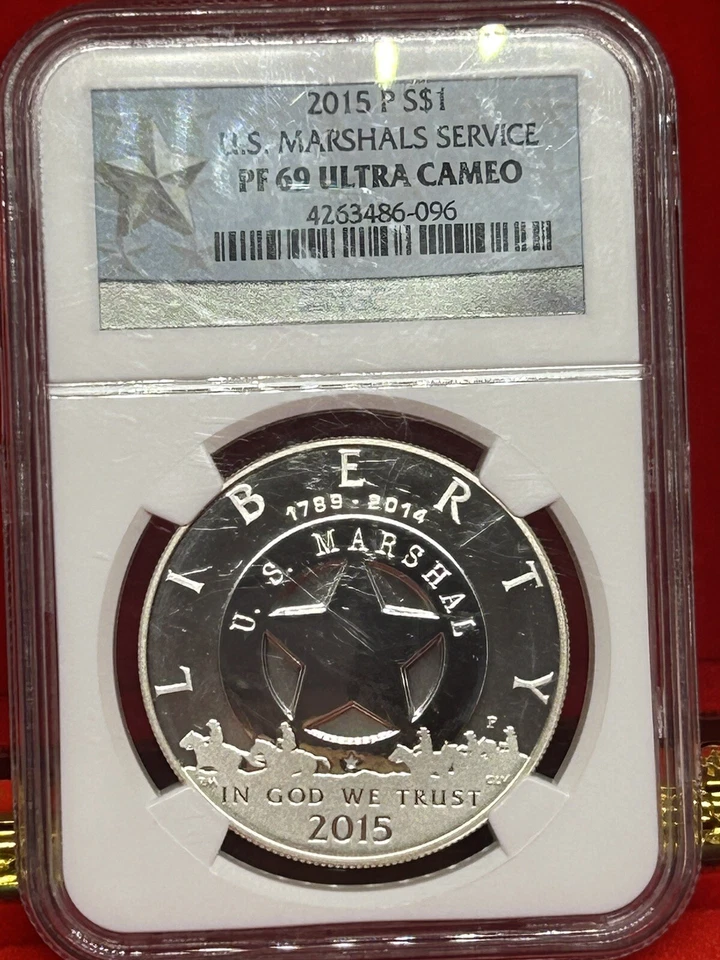 2015 P S$1
U.S. MARSHALS SERVICE
PF 69 ULTRA CAMEO
4263486-096
LIBERTY
1789 - 2014
U. S. MARSHAL
P
CLV
IN GOD WE TRUST
2015